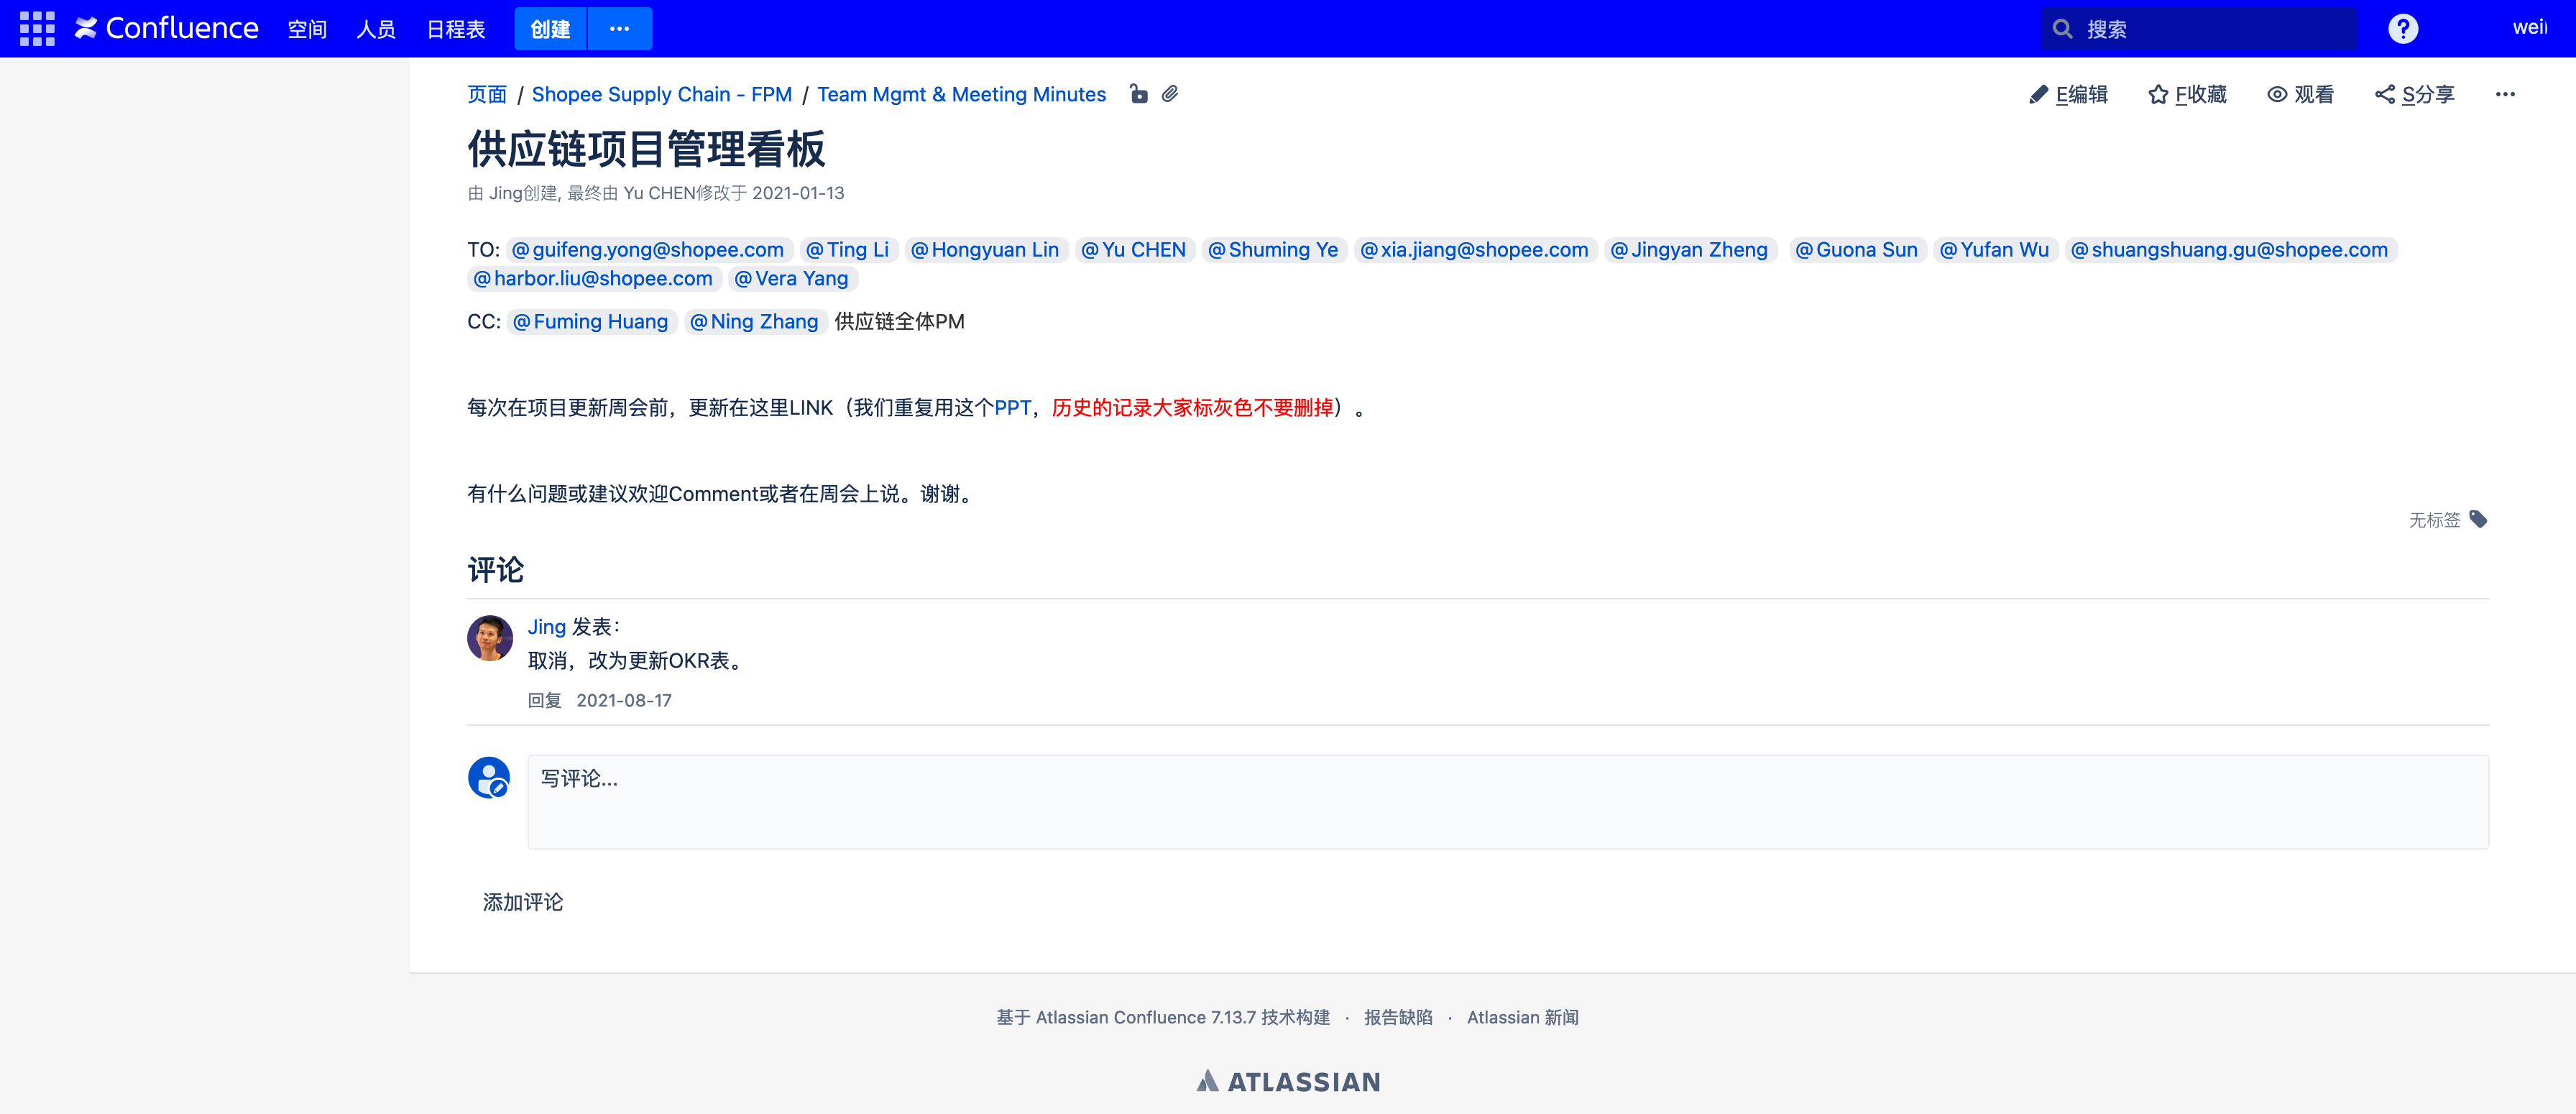 Confluence 空间 人员 日程表 创建 ··· 搜索 weil
页面 / Shopee Supply Chain - FPM / Team Mgmt & Meeting Minutes E编辑 F收藏 观看 S分享 ···
供应链项目管理看板
由 Jing创建, 最终由 Yu CHEN修改于 2021-01-13
TO: @guifeng.yong@shopee.com @Ting Li @Hongyuan Lin @Yu CHEN @Shuming Ye @xia.jiang@shopee.com @Jingyan Zheng @Guona Sun @Yufan Wu @shuangshuang.gu@shopee.com
@harbor.liu@shopee.com @Vera Yang
CC: @Fuming Huang @Ning Zhang 供应链全体PM
每次在项目更新周会前，更新在这里LINK（我们重复用这个PPT，历史的记录大家标灰色不要删掉）。
有什么问题或建议欢迎Comment或者在周会上说。谢谢。
无标签
评论
Jing 发表：
取消，改为更新OKR表。
回复 2021-08-17
写评论...
添加评论
基于 Atlassian Confluence 7.13.7 技术构建 · 报告缺陷 · Atlassian 新闻
ATLASSIAN